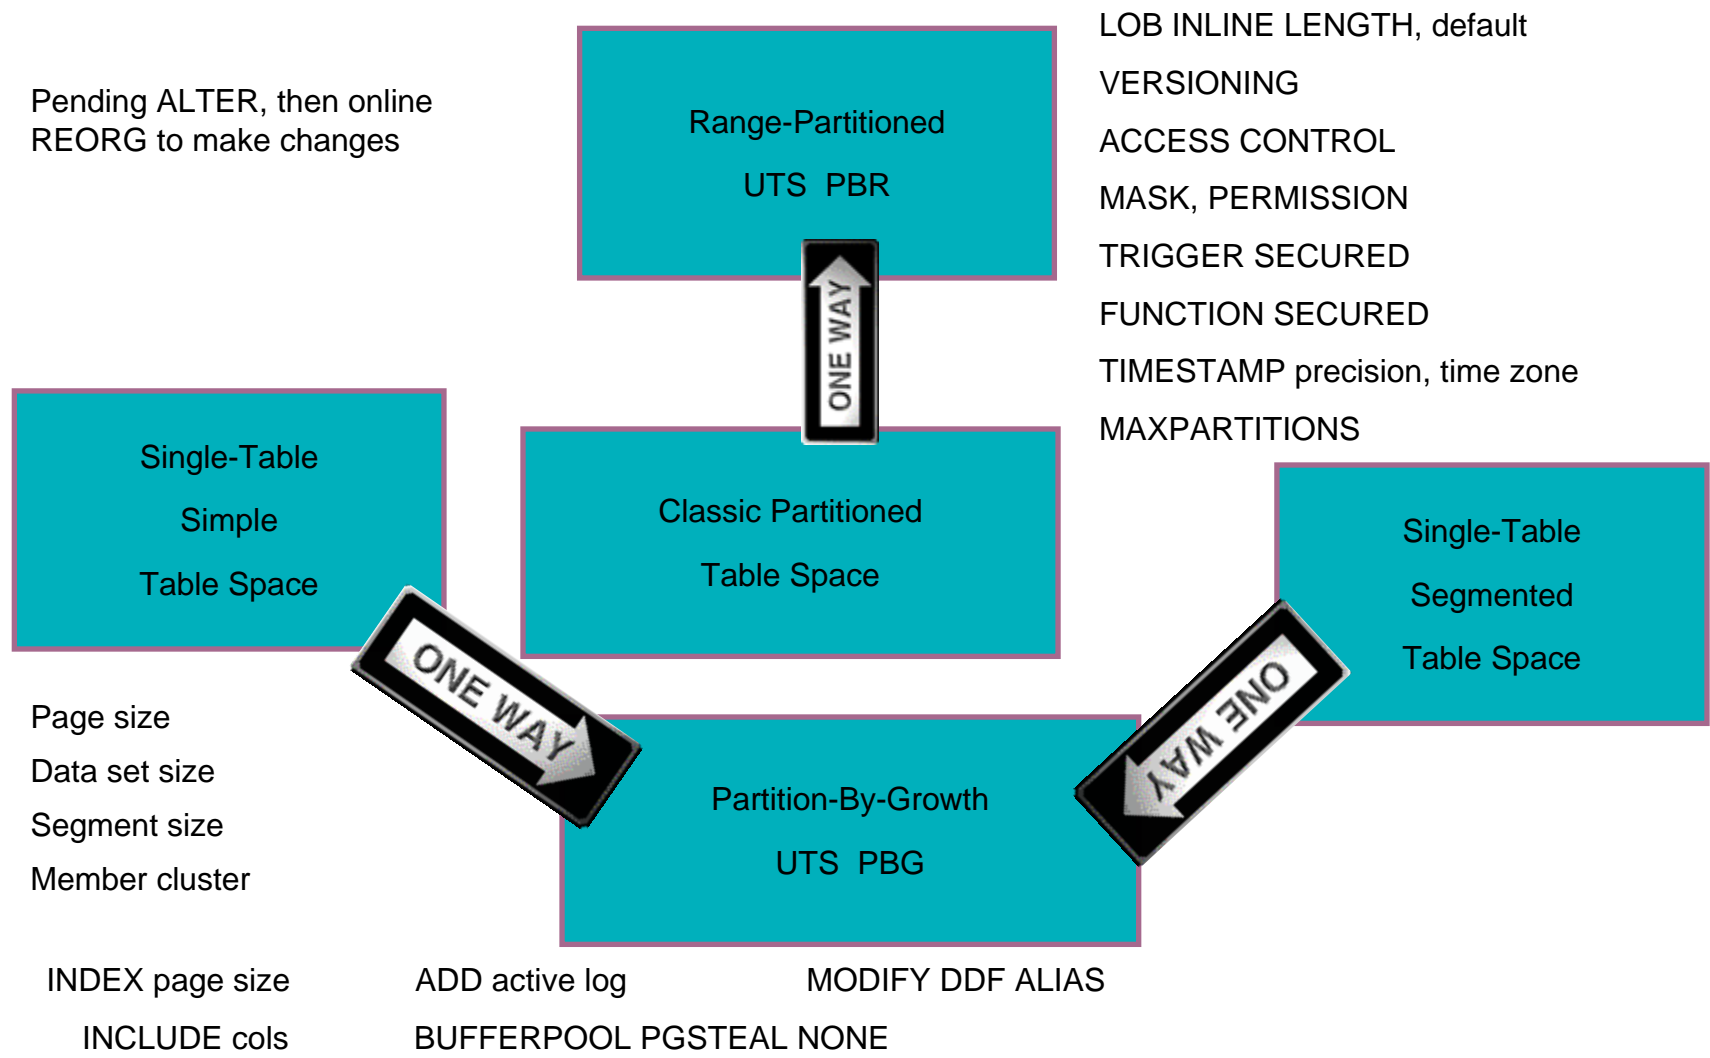 Pending ALTER, then online
REORG to make changes
Range-Partitioned
UTS PBR
LOB INLINE LENGTH, default
VERSIONING
ACCESS CONTROL
MASK, PERMISSION
TRIGGER SECURED
FUNCTION SECURED
TIMESTAMP precision, time zone
MAXPARTITIONS
ONE WAY
Single-Table
Simple
Table Space
Classic Partitioned
Table Space
Single-Table
Segmented
Table Space
ONE WAY
ONE WAY
Page size
Data set size
Segment size
Member cluster
Partition-By-Growth
UTS PBG
INDEX page size
ADD active log
MODIFY DDF ALIAS
INCLUDE cols
BUFFERPOOL PGSTEAL NONE